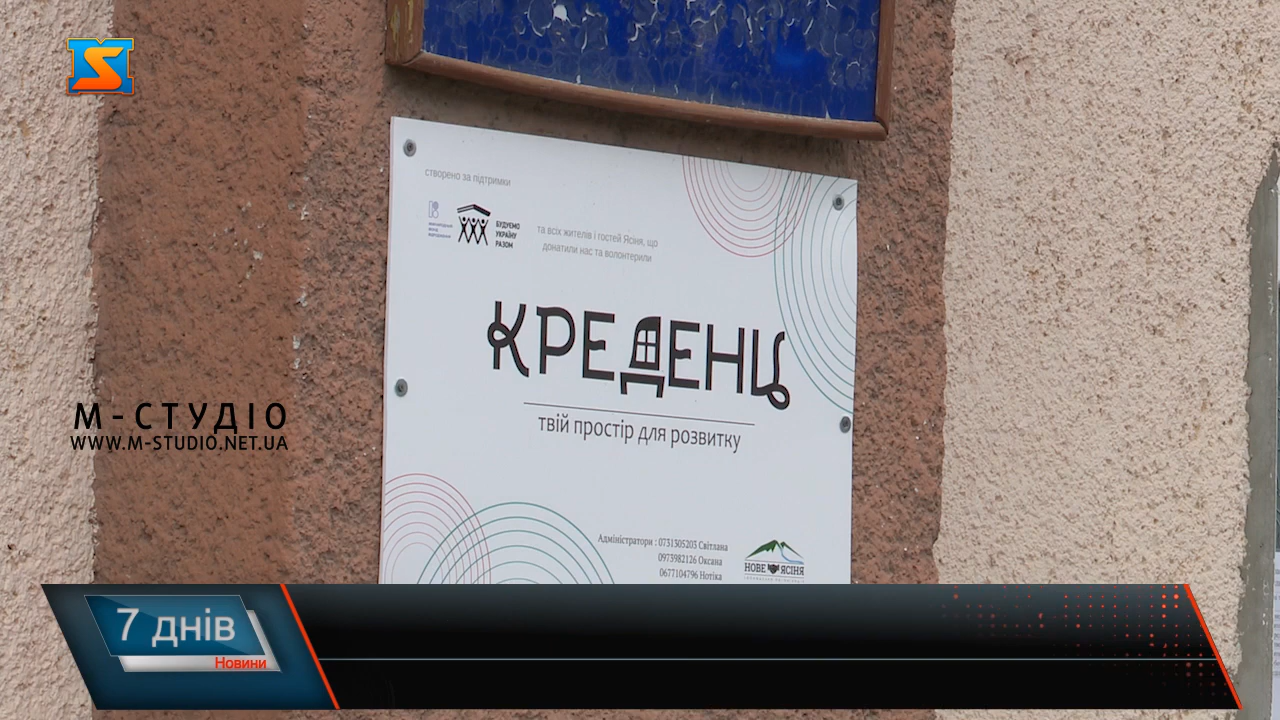 створено за підтримки
БУДУЄМО
УКРАЇНУ
РАЗОМ
та всіх жителів і гостей Ясіня, що
донатили нас та волонтерили
КРЕДЕНЦ
твій простір для розвитку
Адміністратори : 0731305203 Світлана
0973982126 Оксана
0677104796 Нотіка
НОВЕ ЯСІНЯ
М-СТУДІО
WWW.M-STUDIO.NET.UA
7 днів
Новини